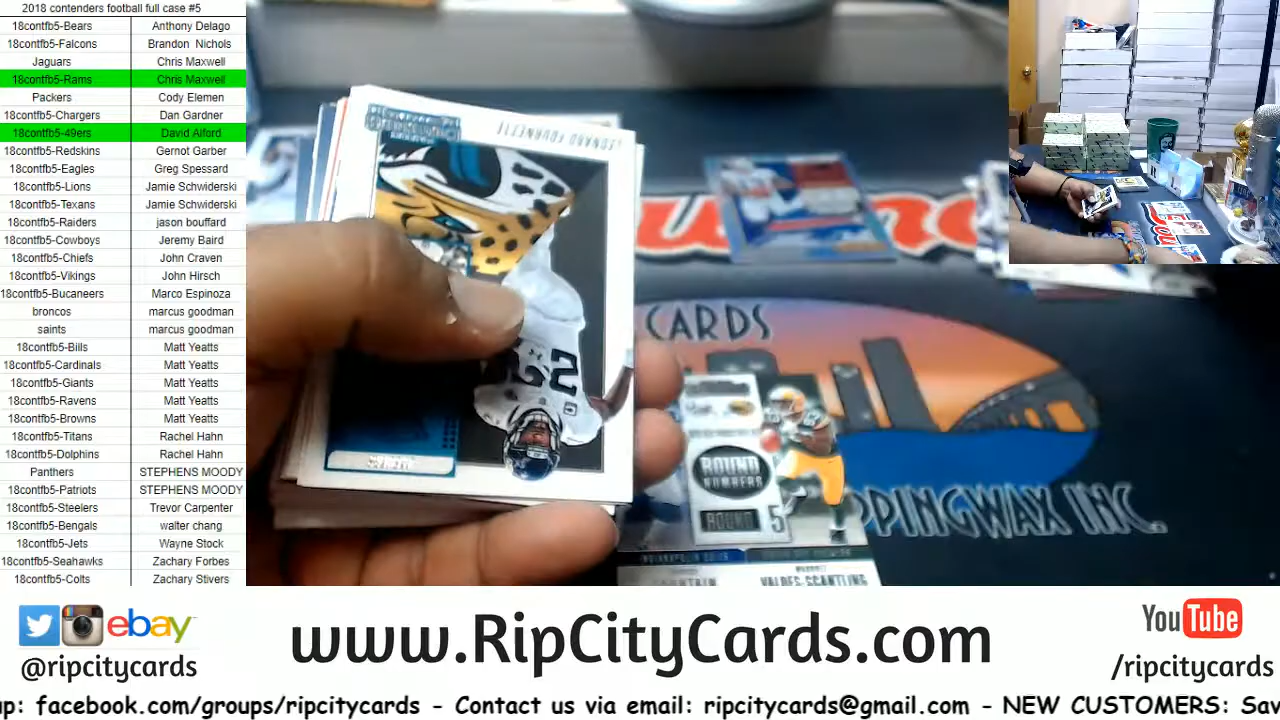 2018 contenders football full case #5
18contfb5-Bears Anthony Delago
18contfb5-Falcons Brandon Nichols
Jaguars Chris Maxwell
18contfb5-Rams Chris Maxwell
Packers Cody Elemen
18contfb5-Chargers Dan Gardner
18contfb5-49ers David Alford
18contfb5-Redskins Gernot Garber
18contfb5-Eagles Greg Spessard
18contfb5-Lions Jamie Schwiderski
18contfb5-Texans Jamie Schwiderski
18contfb5-Raiders jason bouffard
18contfb5-Cowboys Jeremy Baird
18contfb5-Chiefs John Craven
18contfb5-Vikings John Hirsch
18contfb5-Bucaneers Marco Espinoza
broncos marcus goodman
saints marcus goodman
18contfb5-Bills Matt Yeatts
18contfb5-Cardinals Matt Yeatts
18contfb5-Giants Matt Yeatts
18contfb5-Ravens Matt Yeatts
18contfb5-Browns Matt Yeatts
18contfb5-Titans Rachel Hahn
18contfb5-Dolphins Rachel Hahn
Panthers STEPHENS MOODY
18contfb5-Patriots STEPHENS MOODY
18contfb5-Steelers Trevor Carpenter
18contfb5-Bengals walter chang
18contfb5-Jets Wayne Stock
18contfb5-Seahawks Zachary Forbes
18contfb5-Colts Zachary Stivers
LEONARD FOURNETTE
CARDS
ROUND
NUMBERS
ROUND 5
PPINGWAX INC.
INDIANAPOLIS COLTS
VALDES-SCANTLING
ebay
@ripcitycards
www.RipCityCards.com
YouTube
/ripcitycards
up: facebook.com/groups/ripcitycards - Contact us via email: ripcitycards@gmail.com - NEW CUSTOMERS: Sav